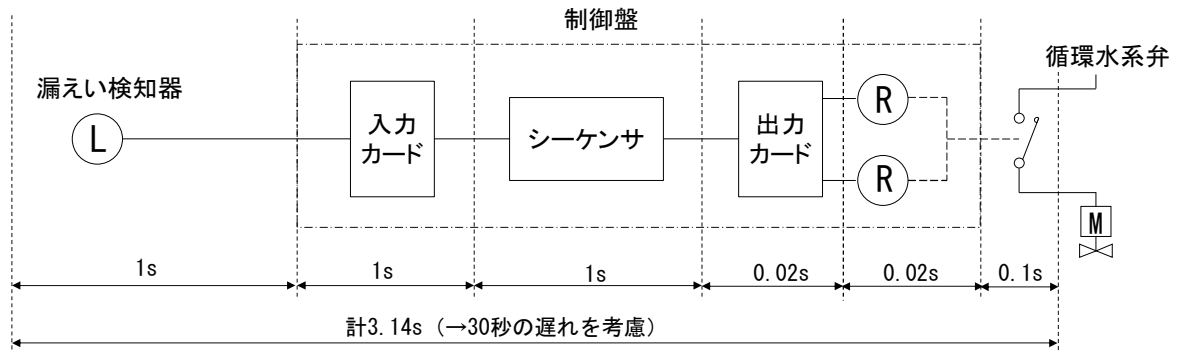 制御盤
循環水系弁
漏えい検知器
L
入力
カード
シーケンサ
出力
カード
R
R
M
1s
1s
1s
0.02s
0.02s
0.1s
計3.14s（→30秒の遅れを考慮）